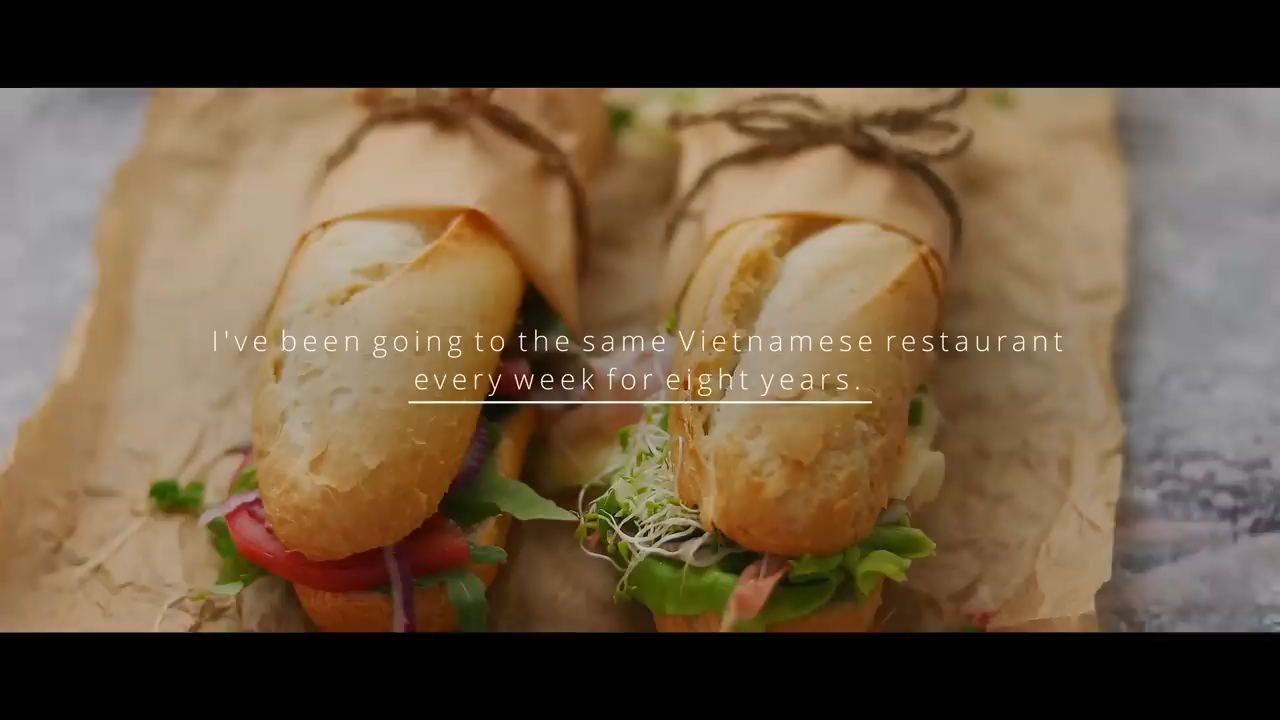 I've been going to the same Vietnamese restaurant
every week for eight years.